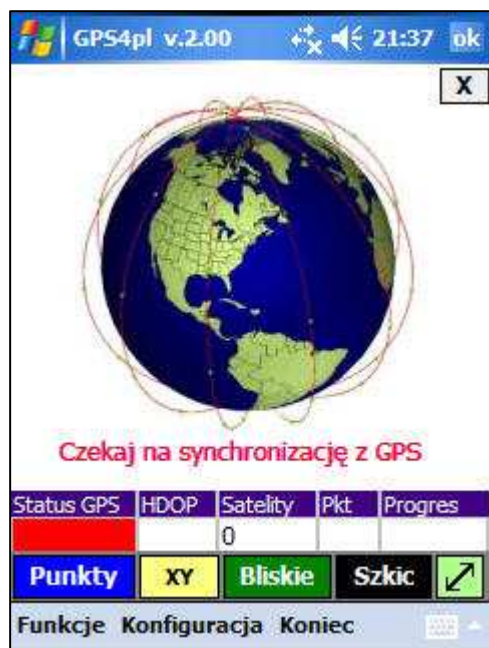 GPS4pl v.2.00 21:37 ok
X
Czekaj na synchronizację z GPS
Status GPS HDOP Satelity Pkt Progres
0
Punkty XY Bliskie Szkic
Funkcje Konfiguracja Koniec